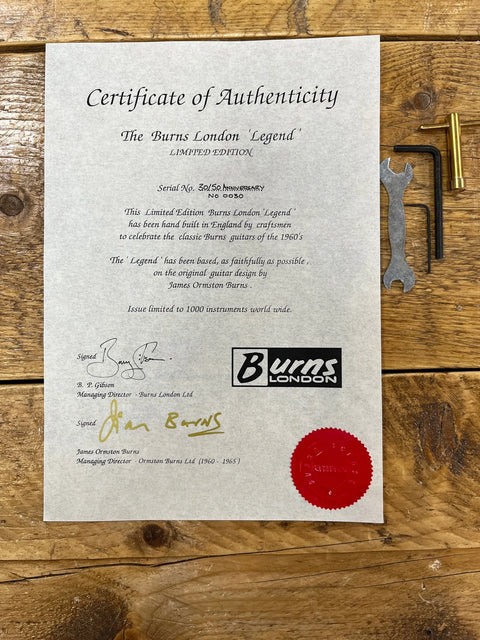 Certificate of Authenticity
The Burns London 'Legend'
LIMITED EDITION
Serial No. 30/50 ANNIVERSARY
No 0030
This Limited Edition Burns London 'Legend'
has been hand built in England by craftsmen
to celebrate the classic Burns guitars of the 1960's
The 'Legend' has been based, as faithfully as possible,
on the original guitar design by
James Ormston Burns.
Issue limited to 1000 instruments world wide.
Signed
B. P. Gibson
Managing Director - Burns London Ltd
Burns
LONDON
Signed Jim BURNS
James Ormston Burns
Managing Director - Ormston Burns Ltd (1960 - 1965)